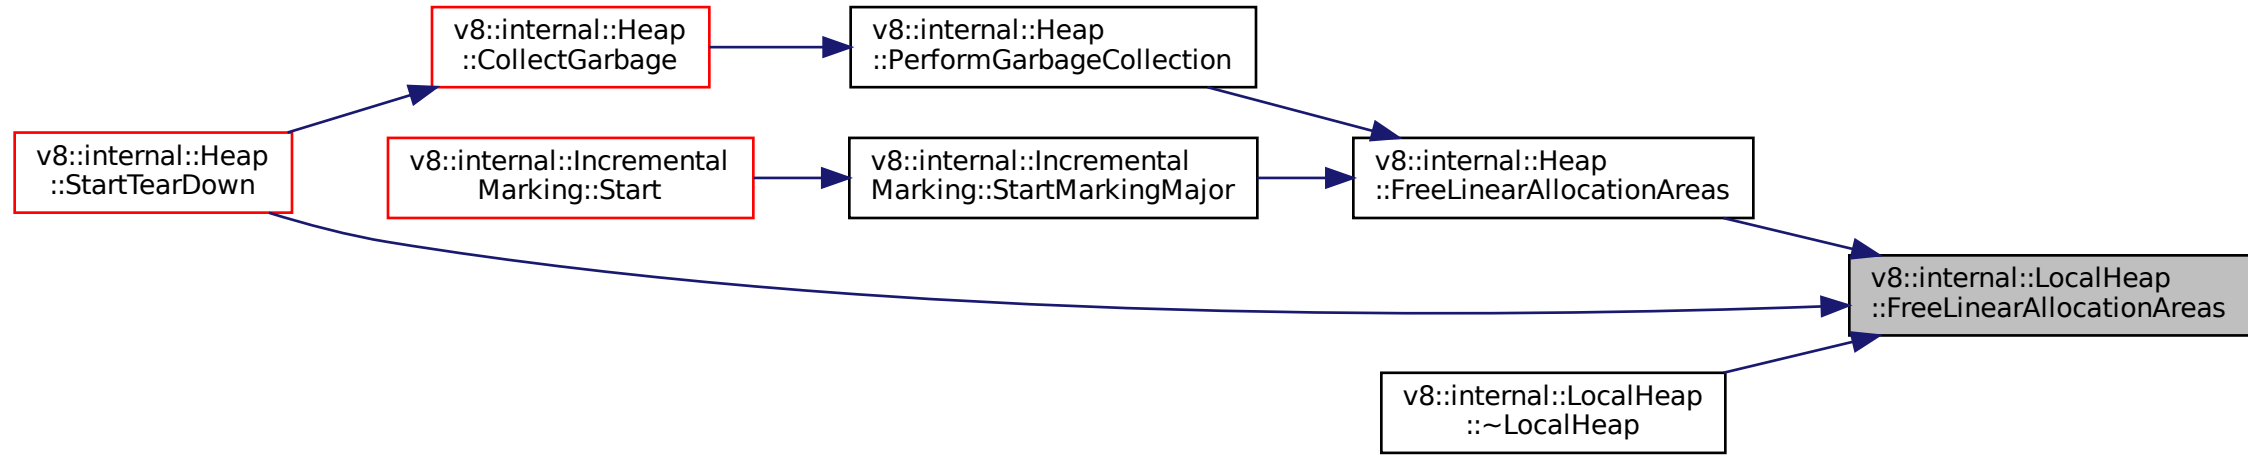 v8::internal::Heap
::CollectGarbage
v8::internal::Heap
::PerformGarbageCollection
v8::internal::Heap
::StartTearDown
v8::internal::Incremental
Marking::Start
v8::internal::Incremental
Marking::StartMarkingMajor
v8::internal::Heap
::FreeLinearAllocationAreas
v8::internal::LocalHeap
::FreeLinearAllocationAreas
v8::internal::LocalHeap
::~LocalHeap